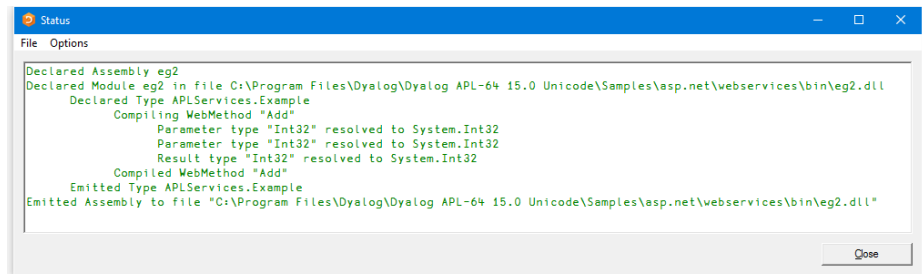 Status
File Options
Declared Assembly eg2
Declared Module eg2 in file C:\Program Files\Dyalog\Dyalog APL-64 15.0 Unicode\Samples\asp.net\webservices\bin\eg2.dll
Declared Type APLServices.Example
Compiling WebMethod "Add"
Parameter type "Int32" resolved to System.Int32
Parameter type "Int32" resolved to System.Int32
Result type "Int32" resolved to System.Int32
Compiled WebMethod "Add"
Emitted Type APLServices.Example
Emitted Assembly to file "C:\Program Files\Dyalog\Dyalog APL-64 15.0 Unicode\Samples\asp.net\webservices\bin\eg2.dll"
Close